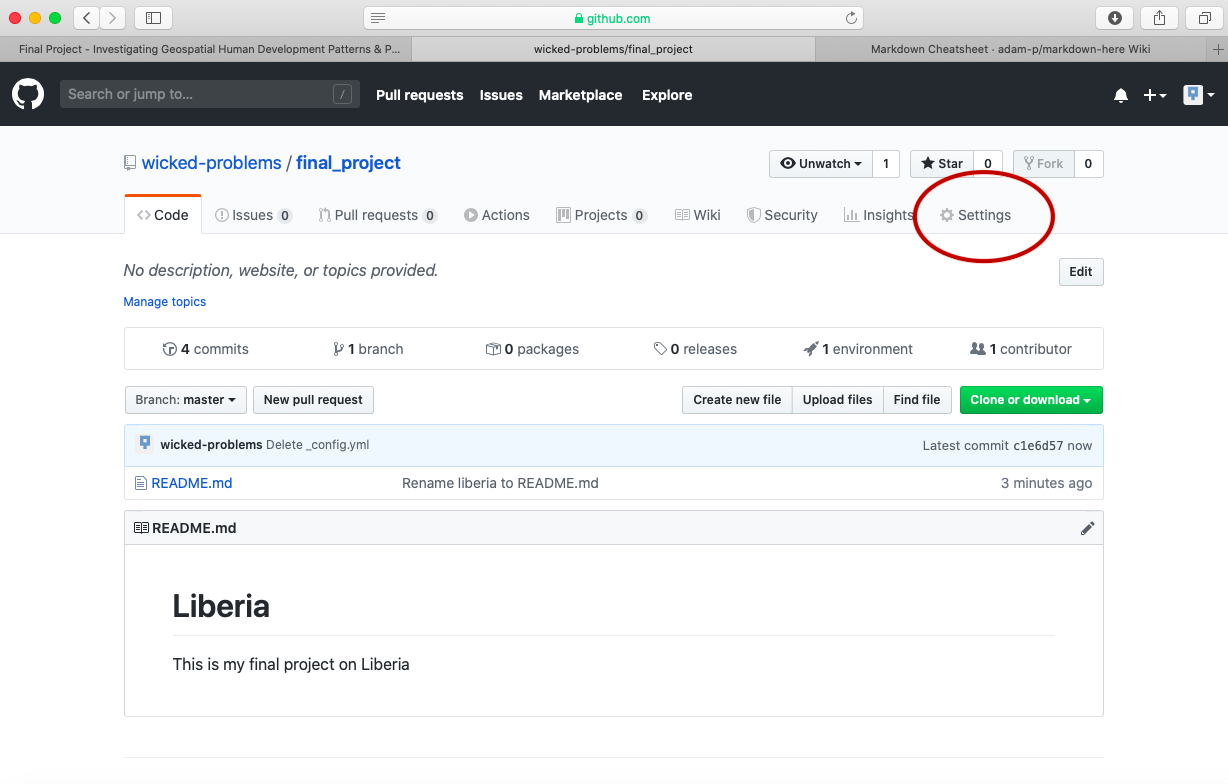 github.com
Final Project - Investigating Geospatial Human Development Patterns & P...
wicked-problems/final_project
Markdown Cheatsheet · adam-p/markdown-here Wiki
Search or jump to... /
Pull requests Issues Marketplace Explore
wicked-problems / final_project
Unwatch 1 Star 0 Fork 0
Code Issues 0 Pull requests 0 Actions Projects 0 Wiki Security Insights Settings
No description, website, or topics provided.
Edit
Manage topics
4 commits 1 branch 0 packages 0 releases 1 environment 1 contributor
Branch: master New pull request Create new file Upload files Find file Clone or download
wicked-problems Delete _config.yml Latest commit c1e6d57 now
README.md Rename liberia to README.md 3 minutes ago
README.md
Liberia
This is my final project on Liberia